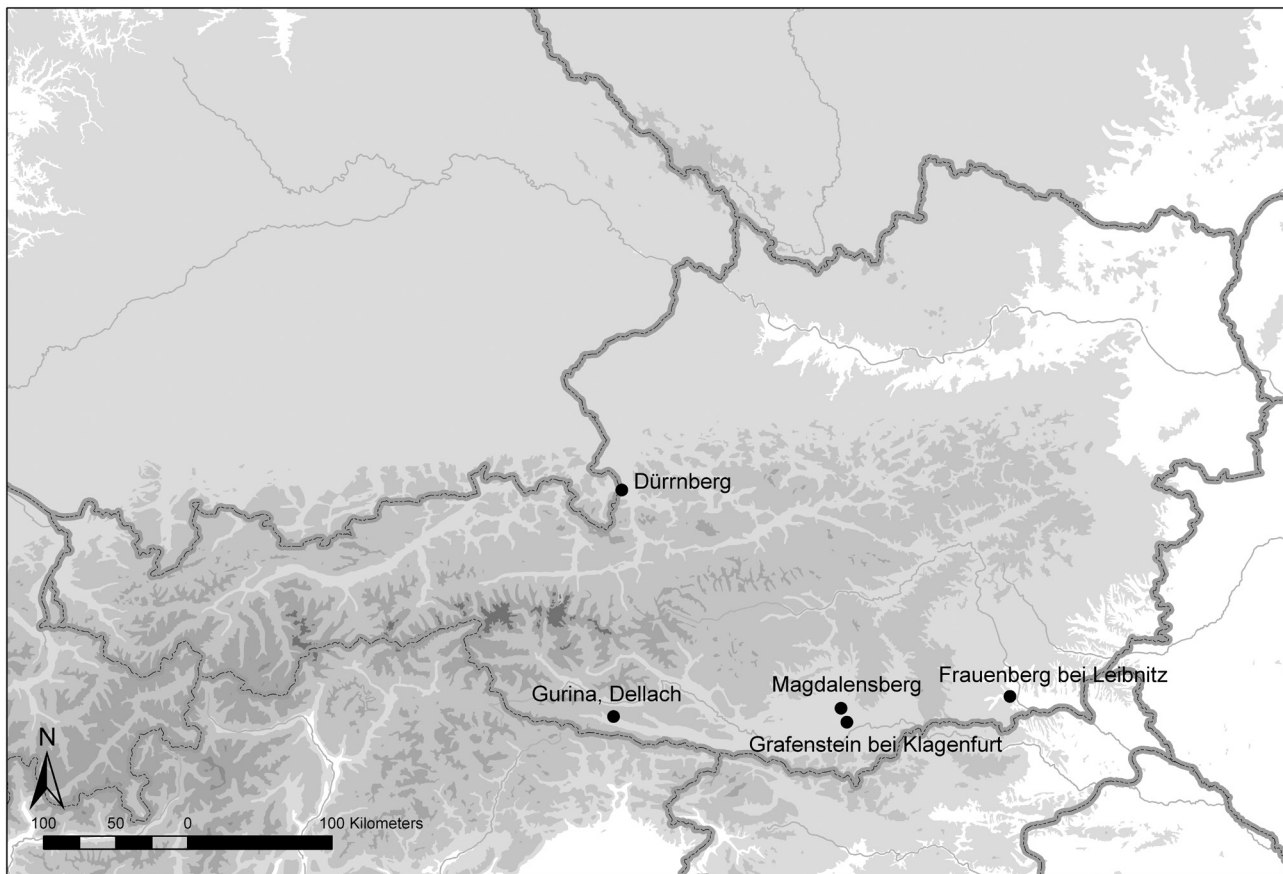 Dürrnberg
Frauenberg bei Leibnitz
Magdalensberg
Gurina, Dellach
Grafenstein bei Klagenfurt
N
100 50 0 100 Kilometers